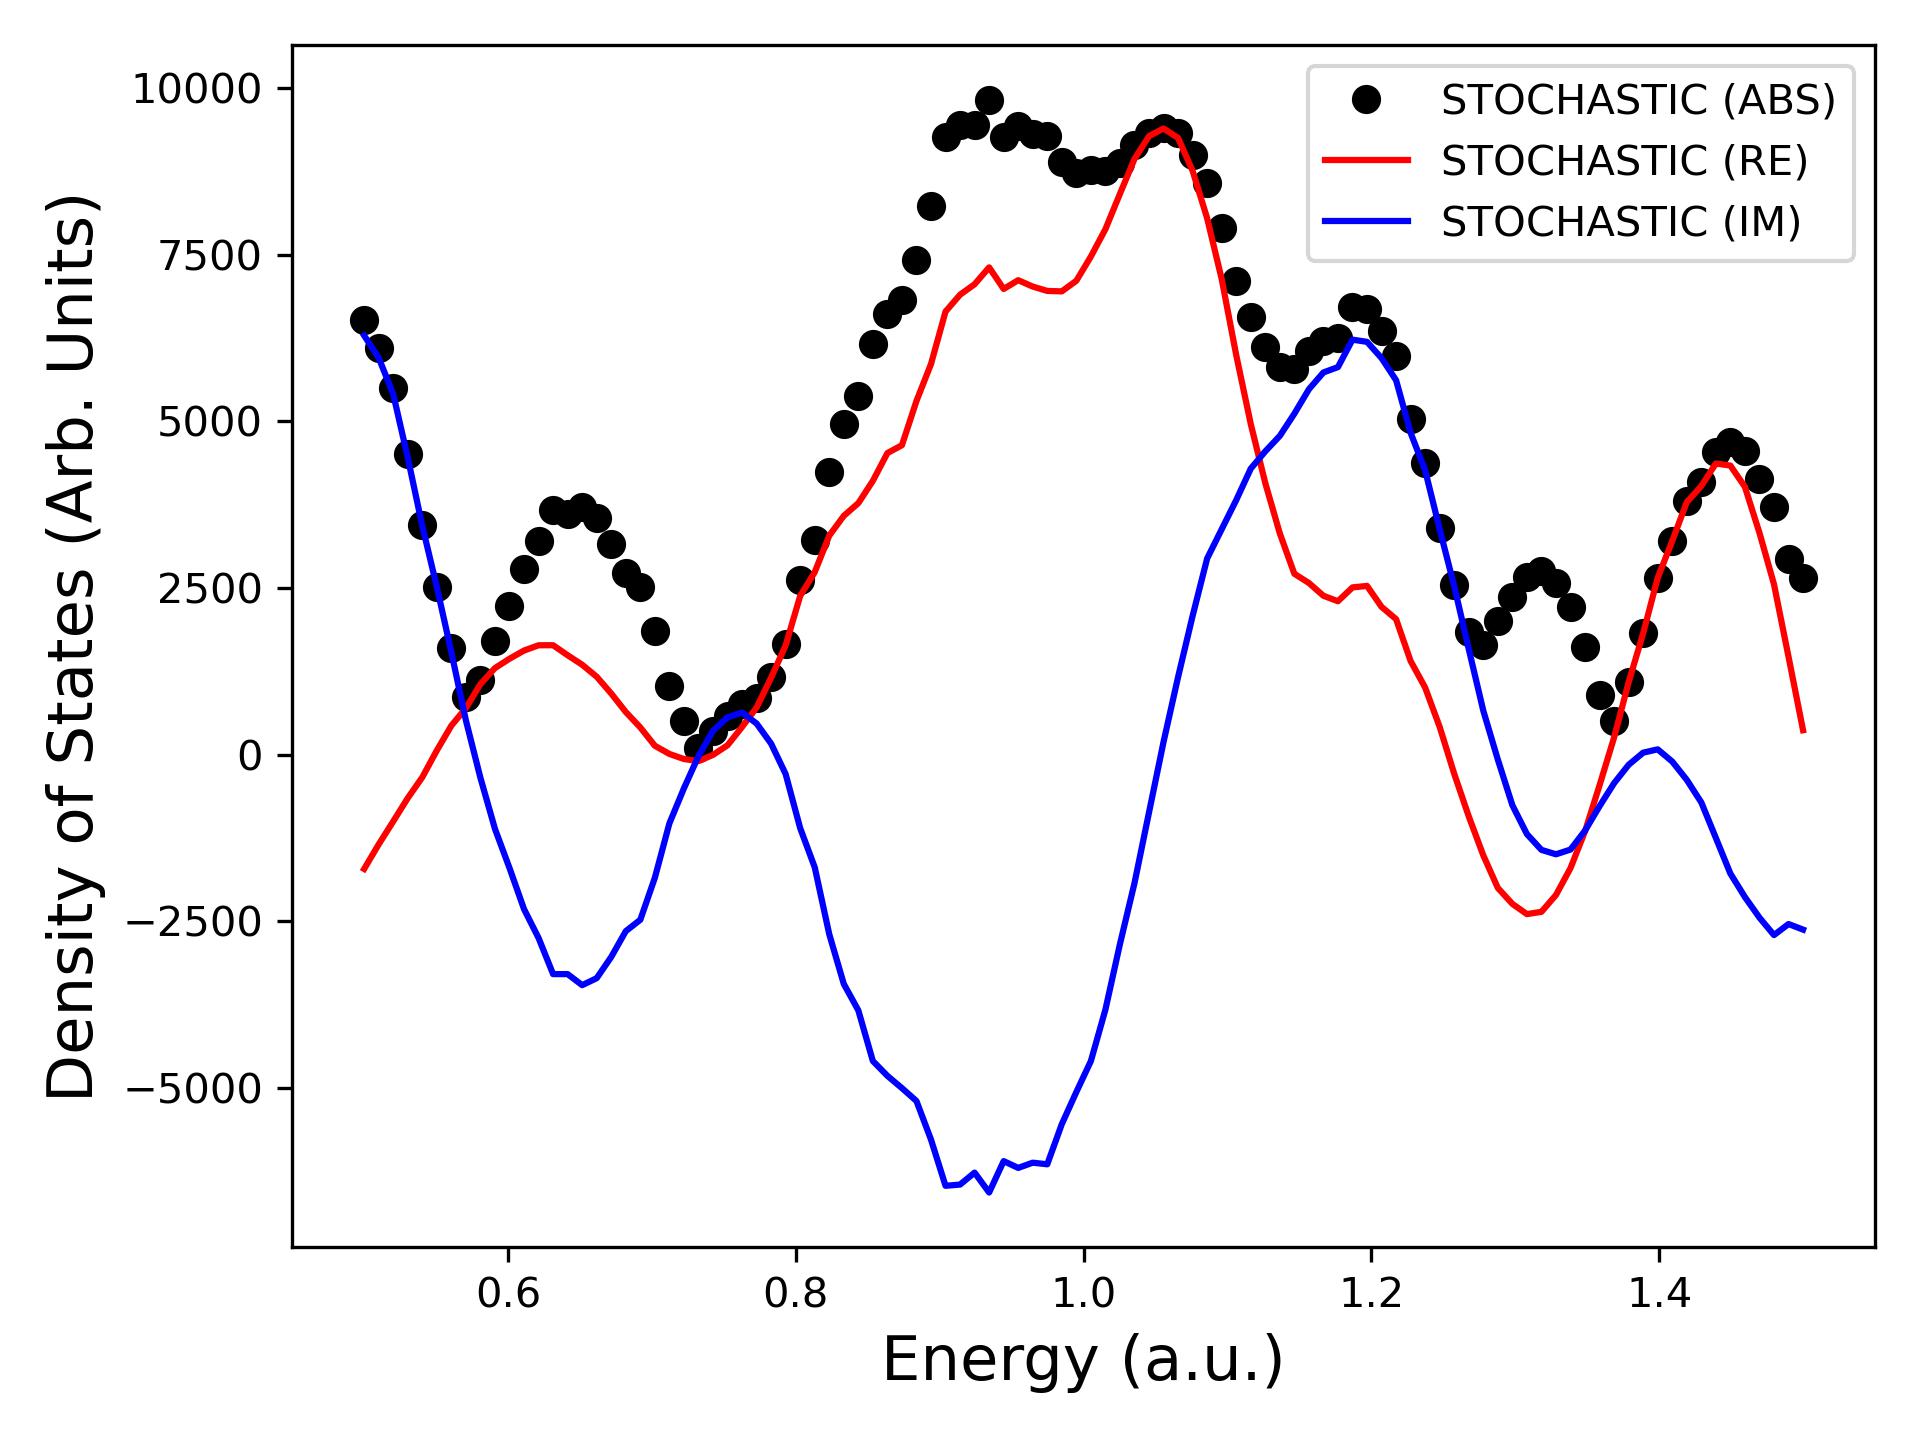 10000
7500
5000
2500
0
−2500
−5000
Density of States (Arb. Units)
STOCHASTIC (ABS)
STOCHASTIC (RE)
STOCHASTIC (IM)
0.6 0.8 1.0 1.2 1.4
Energy (a.u.)